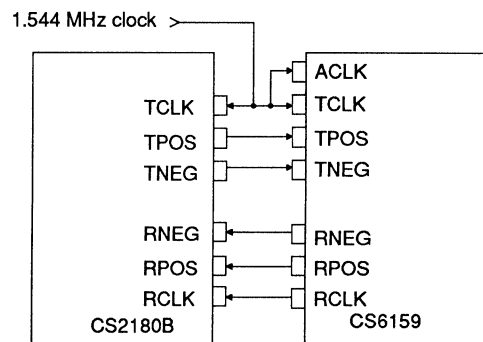 1.544 MHz clock
ACLK
TCLK TCLK
TPOS TPOS
TNEG TNEG
RNEG RNEG
RPOS RPOS
RCLK RCLK
CS2180B CS6159